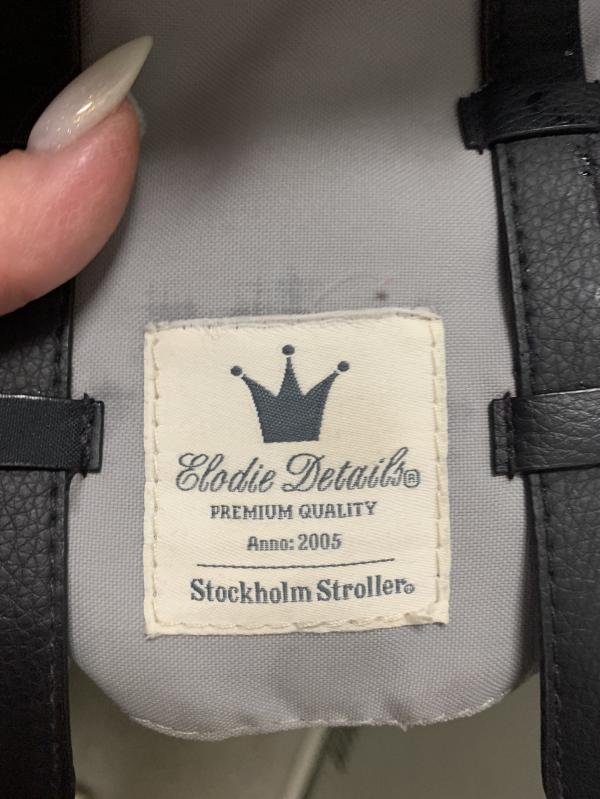 Elodie Details®
PREMIUM QUALITY
Anno: 2005
Stockholm Stroller®